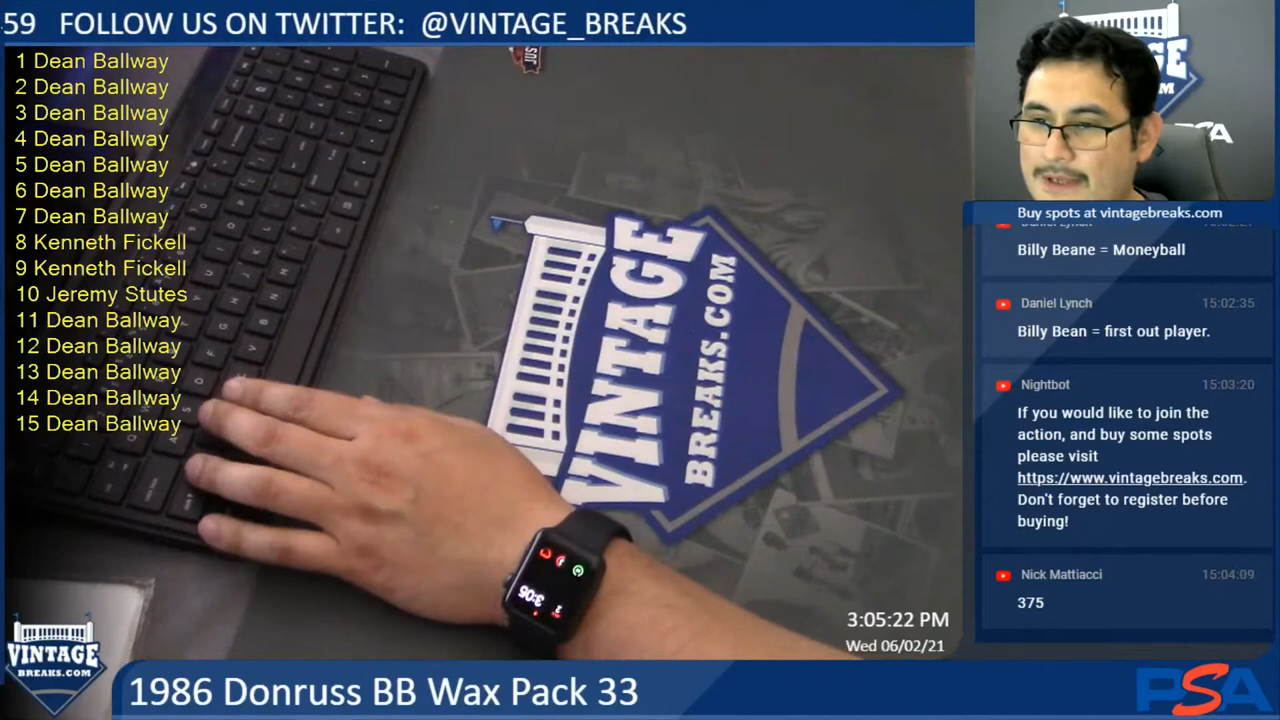 59 FOLLOW US ON TWITTER: @VINTAGE_BREAKS
1 Dean Ballway
2 Dean Ballway
3 Dean Ballway
4 Dean Ballway
5 Dean Ballway
6 Dean Ballway
7 Dean Ballway
8 Kenneth Fickell
9 Kenneth Fickell
10 Jeremy Stutes
11 Dean Ballway
12 Dean Ballway
13 Dean Ballway
14 Dean Ballway
15 Dean Ballway
JUS
VINTAGE
BREAKS.COM
Buy spots at vintagebreaks.com
Billy Beane = Moneyball
Daniel Lynch 15:02:35
Billy Bean = first out player.
Nightbot 15:03:20
If you would like to join the
action, and buy some spots
please visit
https://www.vintagebreaks.com.
Don't forget to register before
buying!
Nick Mattiacci 15:04:09
375
3:05
3:05:22 PM
Wed 06/02/21
VINTAGE
BREAKS.COM
1986 Donruss BB Wax Pack 33
PSA